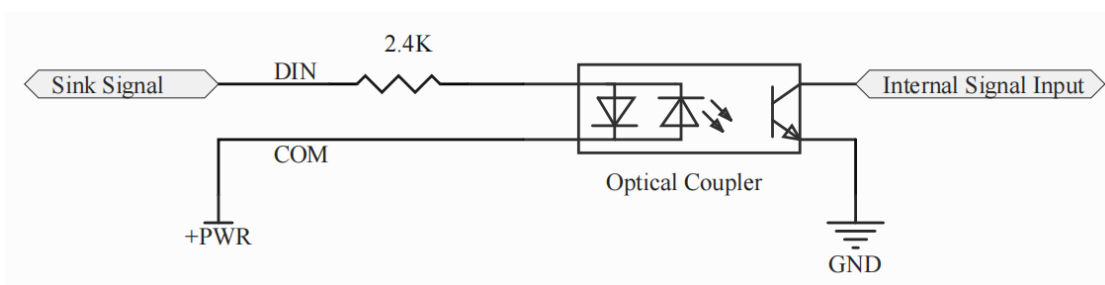 2.4K
Sink Signal
DIN
Internal Signal Input
COM
Optical Coupler
+PWR
GND